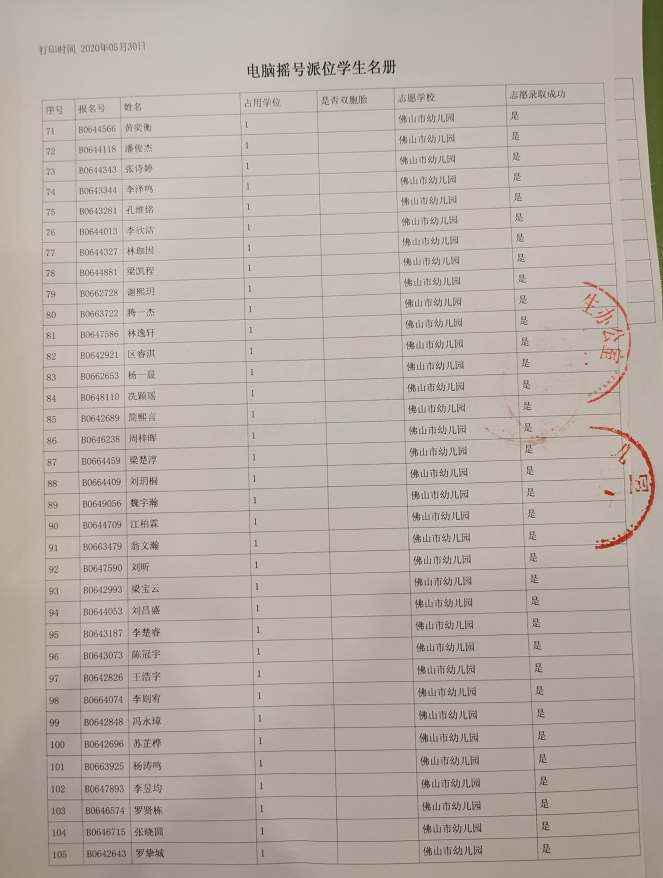 打印时间 2020年05月30日
电脑摇号派位学生名册
序号 报名号 姓名 占用学位 是否双胞胎 志愿学校 志愿录取成功
71 B0644566 黄奕衡 1 佛山市幼儿园 是
72 B0644118 潘俊杰 1 佛山市幼儿园 是
73 B0644343 张诗婷 1 佛山市幼儿园 是
74 B0643344 李泽鸣 1 佛山市幼儿园 是
75 B0643281 孔维铭 1 佛山市幼儿园 是
76 B0644013 李欣洁 1 佛山市幼儿园 是
77 B0644327 林珈因 1 佛山市幼儿园 是
78 B0644881 梁凯程 1 佛山市幼儿园 是
79 B0662728 谢熙玥 1 佛山市幼儿园 是
80 B0663722 腾一杰 1 佛山市幼儿园 是
81 B0647586 林逸轩 1 佛山市幼儿园 是
82 B0642921 区睿淇 1 佛山市幼儿园 是
83 B0662653 杨一晨 1 佛山市幼儿园 是
84 B0648110 冼颖瑶 1 佛山市幼儿园 是
85 B0642689 简熙言 1 佛山市幼儿园 是
86 B0646238 周梓晖 1 佛山市幼儿园 是
87 B0664459 梁楚淳 1 佛山市幼儿园 是
88 B0664409 刘玥桐 1 佛山市幼儿园 是
89 B0649056 魏宇瀚 1 佛山市幼儿园 是
90 B0644709 江柏霖 1 佛山市幼儿园 是
91 B0663479 翁文瀚 1 佛山市幼儿园 是
92 B0647590 刘昕 1 佛山市幼儿园 是
93 B0642993 梁宝云 1 佛山市幼儿园 是
94 B0644053 刘昌盛 1 佛山市幼儿园 是
95 B0643187 李楚睿 1 佛山市幼儿园 是
96 B0643073 陈冠宇 1 佛山市幼儿园 是
97 B0642826 王浩宇 1 佛山市幼儿园 是
98 B0664074 李则宥 1 佛山市幼儿园 是
99 B0642848 冯永璋 1 佛山市幼儿园 是
100 B0642696 苏芷桦 1 佛山市幼儿园 是
101 B0663925 杨涛鸣 1 佛山市幼儿园 是
102 B0647893 李昱均 1 佛山市幼儿园 是
103 B0646574 罗贤栋 1 佛山市幼儿园 是
104 B0646715 张晓圆 1 佛山市幼儿园 是
105 B0642643 罗挚城 1 佛山市幼儿园 是
生办公室
儿园